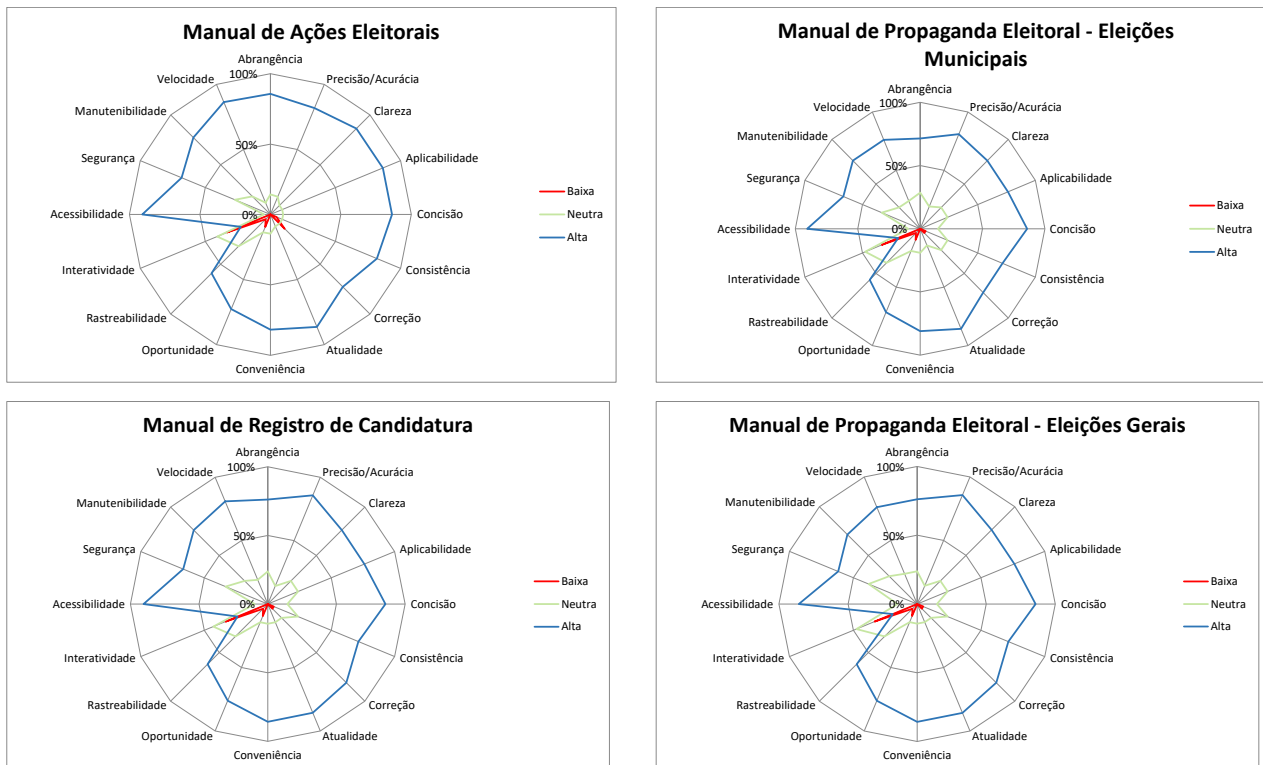 Manual de Ações Eleitorais
Abrangência
Velocidade
100%
Precisão/Acurácia
Manutenibilidade
Clareza
Segurança
50%
Aplicabilidade
Acessibilidade
0%
Concisão
Interatividade
Consistência
Rastreabilidade
Correção
Oportunidade
Atualidade
Conveniência
Baixa
Neutra
Alta
Manual de Propaganda Eleitoral - Eleições
Municipais
Abrangência
Velocidade
100%
Precisão/Acurácia
Manutenibilidade
Clareza
Segurança
50%
Aplicabilidade
Acessibilidade
0%
Concisão
Interatividade
Consistência
Rastreabilidade
Correção
Oportunidade
Atualidade
Conveniência
Baixa
Neutra
Alta
Manual de Registro de Candidatura
Abrangência
Velocidade
100%
Precisão/Acurácia
Manutenibilidade
Clareza
Segurança
50%
Aplicabilidade
Acessibilidade
0%
Concisão
Interatividade
Consistência
Rastreabilidade
Correção
Oportunidade
Atualidade
Conveniência
Baixa
Neutra
Alta
Manual de Propaganda Eleitoral - Eleições Gerais
Abrangência
Velocidade
100%
Precisão/Acurácia
Manutenibilidade
Clareza
Segurança
50%
Aplicabilidade
Acessibilidade
0%
Concisão
Interatividade
Consistência
Rastreabilidade
Correção
Oportunidade
Atualidade
Conveniência
Baixa
Neutra
Alta